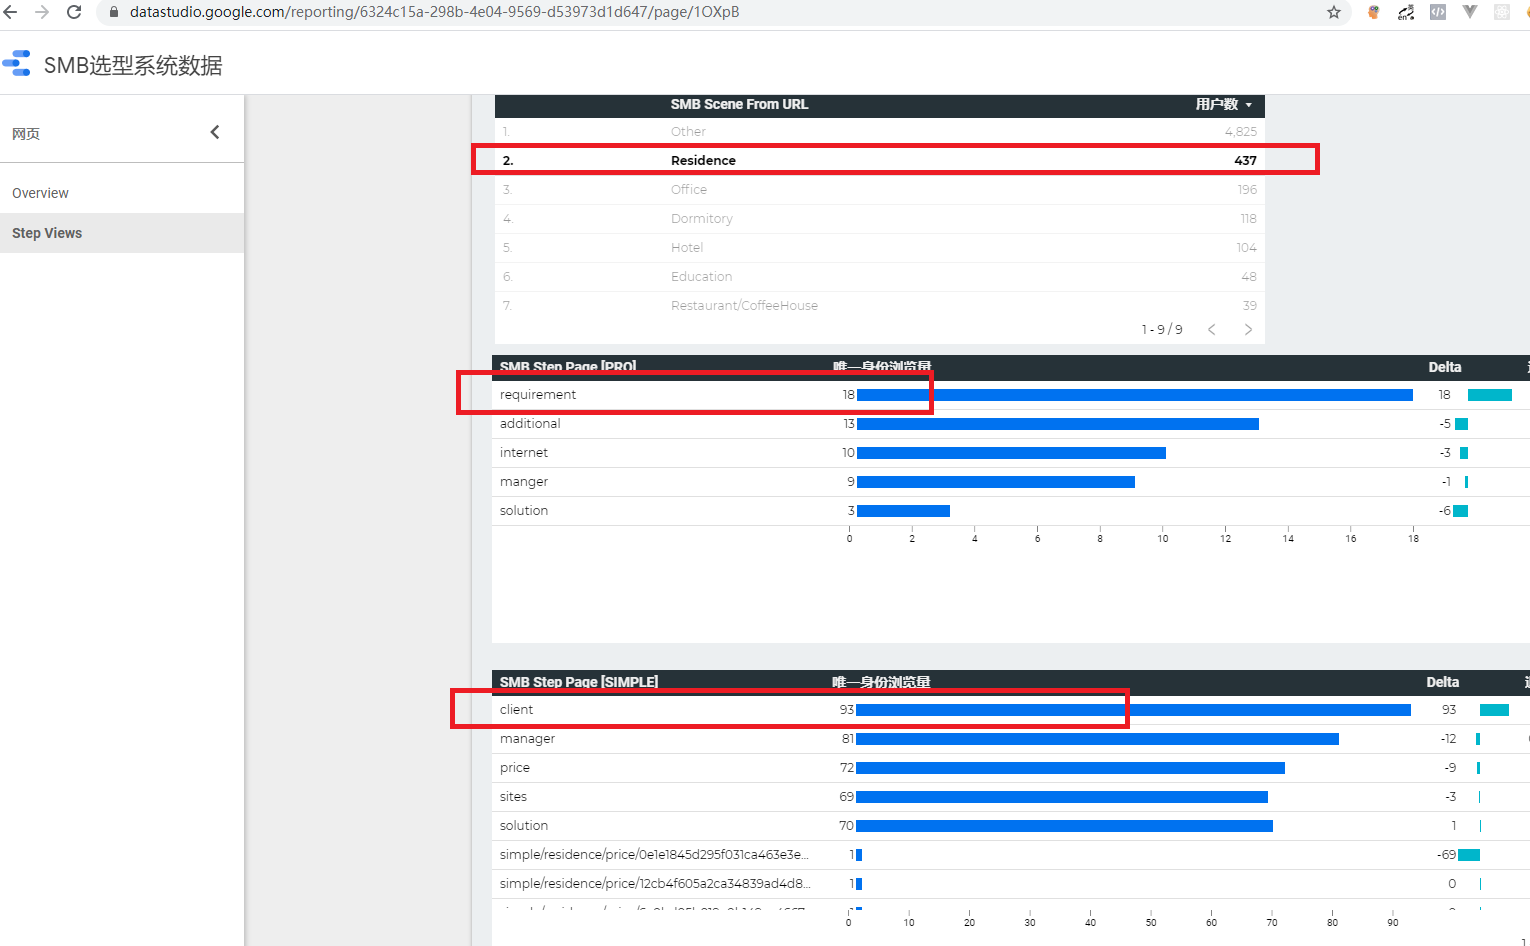 datastudio.google.com/reporting/6324c15a-298b-4e04-9569-d53973d1d647/page/1OXpB
SMB选型系统数据
网页
Overview
Step Views
SMB Scene From URL 用户数
1. Other 4,825
2. Residence 437
3. Office 196
4. Dormitory 118
5. Hotel 104
6. Education 48
7. Restaurant/CoffeeHouse 39
1 - 9 / 9
SMB Step Page [PRO] 唯一身份浏览量 Delta
requirement 18 18
additional 13 -5
internet 10 -3
manger 9 -1
solution 3 -6
0 2 4 6 8 10 12 14 16 18
SMB Step Page [SIMPLE] 唯一身份浏览量 Delta
client 93 93
manager 81 -12
price 72 -9
sites 69 -3
solution 70 1
simple/residence/price/0e1e1845d295f031ca463e3e... 1 -69
simple/residence/price/12cb4f605a2ca34839ad4d8... 1 0
0 10 20 30 40 50 60 70 80 90